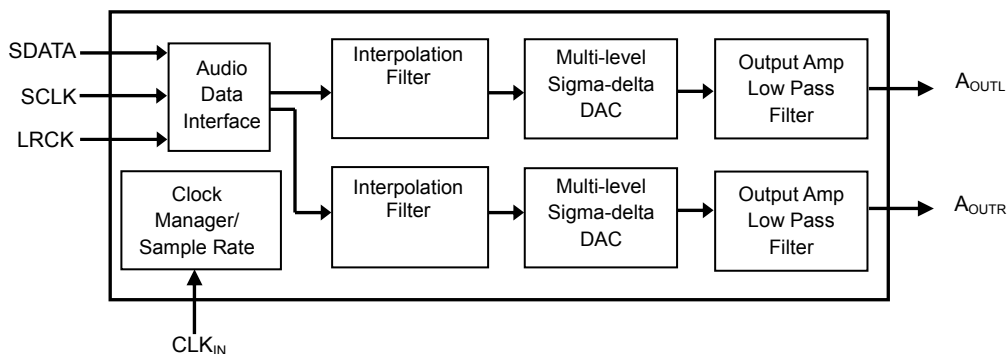 SDATA
SCLK
LRCK
Audio
Data
Interface
Interpolation
Filter
Multi-level
Sigma-delta
DAC
Output Amp
Low Pass
Filter
AOUTL
Clock
Manager/
Sample Rate
Interpolation
Filter
Multi-level
Sigma-delta
DAC
Output Amp
Low Pass
Filter
AOUTR
CLKIN